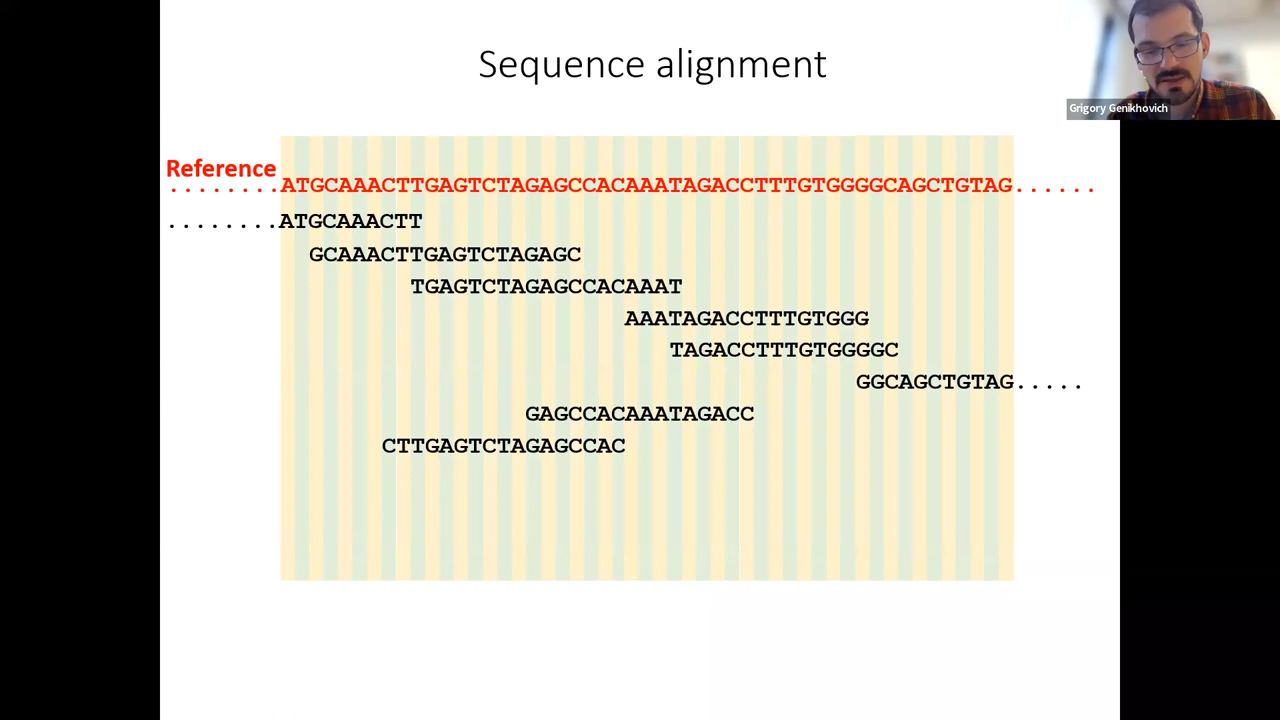 Sequence alignment
Grigory Genikhovich
Reference
........ATGCAAACTTGAGTCTAGAGCCACAAATAGACCTTTGTGGGGCAGCTGTAG......
........ATGCAAACTT
GCAAACTTGAGTCTAGAGC
TGAGTCTAGAGCCACAAAT
AAATAGACCTTTGTGGG
TAGACCTTTGTGGGGC
GGCAGCTGTAG.....
GAGCCACAAATAGACC
CTTGAGTCTAGAGCCAC